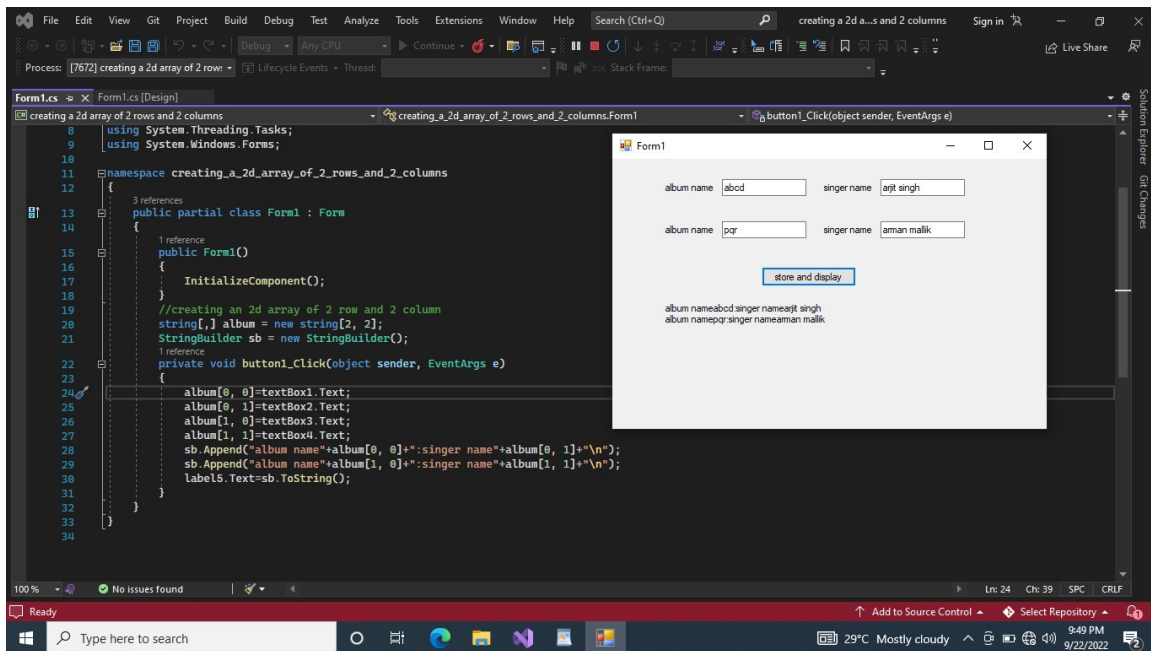 File Edit View Git Project Build Debug Test Analyze Tools Extensions Window Help Search (Ctrl+Q) creating a 2d a...s and 2 columns Sign in
Debug Any CPU Continue Live Share
Process: [7672] creating a 2d array of 2 rows Lifecycle Events Thread: Stack Frame:
Form1.cs Form1.cs [Design]
creating a 2d array of 2 rows and 2 columns creating_a_2d_array_of_2_rows_and_2_columns.Form1 button1_Click(object sender, EventArgs e)
8 using System.Threading.Tasks;
9 using System.Windows.Forms;
10
11 namespace creating_a_2d_array_of_2_rows_and_2_columns
12 {
3 references
13 public partial class Form1 : Form
14 {
1 reference
15 public Form1()
16 {
17 InitializeComponent();
18 }
19 //creating an 2d array of 2 row and 2 column
20 string[,] album = new string[2, 2];
21 StringBuilder sb = new StringBuilder();
1 reference
22 private void button1_Click(object sender, EventArgs e)
23 {
24 album[0, 0]=textBox1.Text;
25 album[0, 1]=textBox2.Text;
26 album[1, 0]=textBox3.Text;
27 album[1, 1]=textBox4.Text;
28 sb.Append("album name"+album[0, 0]+":singer name"+album[0, 1]+"\n");
29 sb.Append("album name"+album[1, 0]+":singer name"+album[1, 1]+"\n");
30 label5.Text=sb.ToString();
31 }
32 }
33 }
34
Form1
album name abcd singer name arjit singh
album name pqr singer name arman mallik
store and display
album nameabcd:singer namearjit singh
album namepqr:singer namearman mallik
Solution Explorer
Git Changes
100 % No issues found Ln: 24 Ch: 39 SPC CRLF
Ready Add to Source Control Select Repository
Type here to search 29°C Mostly cloudy 9:49 PM
9/22/2022